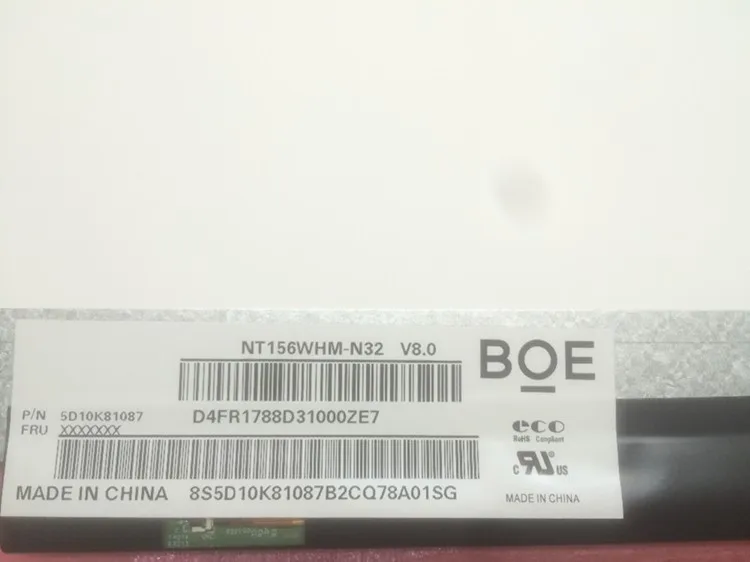 NT156WHM-N32 V8.0
BOE
P/N 5D10K81087
D4FR1788D31000ZE7
FRU XXXXXXX
eco
RoHS Compliant
c RU US
MADE IN CHINA 8S5D10K81087B2CQ78A01SG
MADE IN CHINA